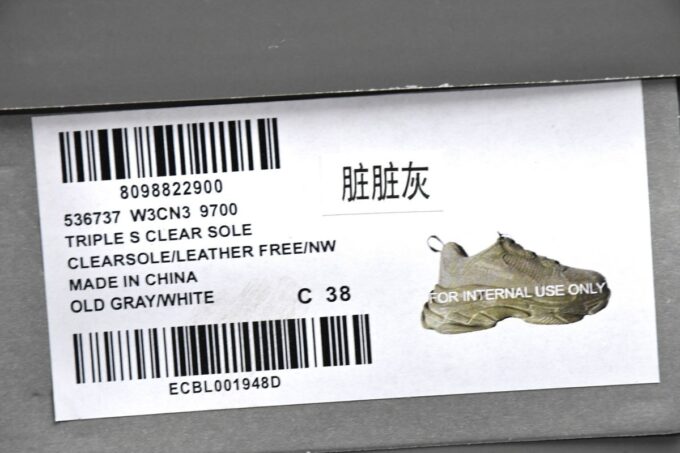 8098822900
536737 W3CN3 9700
TRIPLE S CLEAR SOLE
CLEARSOLE/LEATHER FREE/NW
MADE IN CHINA
OLD GRAY/WHITE C 38
ECBL001948D
脏脏灰
FOR INTERNAL USE ONLY